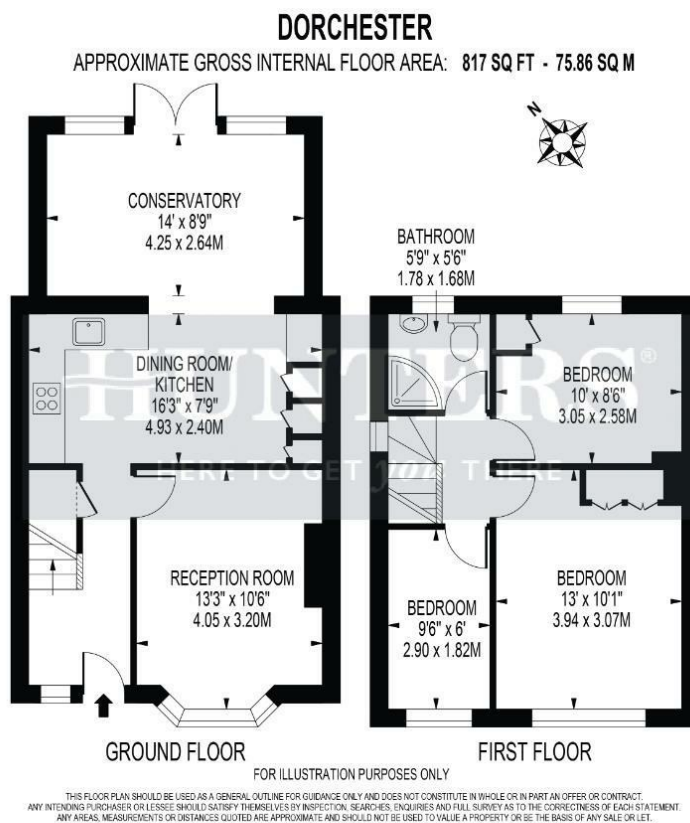 DORCHESTER
APPROXIMATE GROSS INTERNAL FLOOR AREA: 817 SQ FT - 75.86 SQ M
N
CONSERVATORY
14' x 8'9"
4.25 x 2.64M
BATHROOM
5'9" x 5'6"
1.78 x 1.68M
DINING ROOM/
KITCHEN
16'3" x 7'9"
4.93 x 2.40M
BEDROOM
10' x 8'6"
3.05 x 2.58M
HUNTERS®
HERE TO GET you THERE
RECEPTION ROOM
13'3" x 10'6"
4.05 x 3.20M
BEDROOM
9'6" x 6'
2.90 x 1.82M
BEDROOM
13' x 10'1"
3.94 x 3.07M
GROUND FLOOR
FIRST FLOOR
FOR ILLUSTRATION PURPOSES ONLY
THIS FLOOR PLAN SHOULD BE USED AS A GENERAL OUTLINE FOR GUIDANCE ONLY AND DOES NOT CONSTITUTE IN WHOLE OR IN PART AN OFFER OR CONTRACT.
ANY INTENDING PURCHASER OR LESSEE SHOULD SATISFY THEMSELVES BY INSPECTION, SEARCHES, ENQUIRIES AND FULL SURVEY AS TO THE CORRECTNESS OF EACH STATEMENT.
ANY AREAS, MEASUREMENTS OR DISTANCES QUOTED ARE APPROXIMATE AND SHOULD NOT BE USED TO VALUE A PROPERTY OR BE THE BASIS OF ANY SALE OR LET.